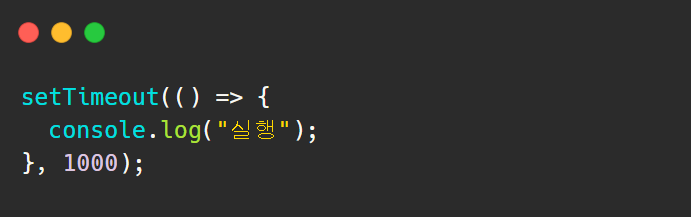 setTimeout(() => {
  console.log("실행");
}, 1000);